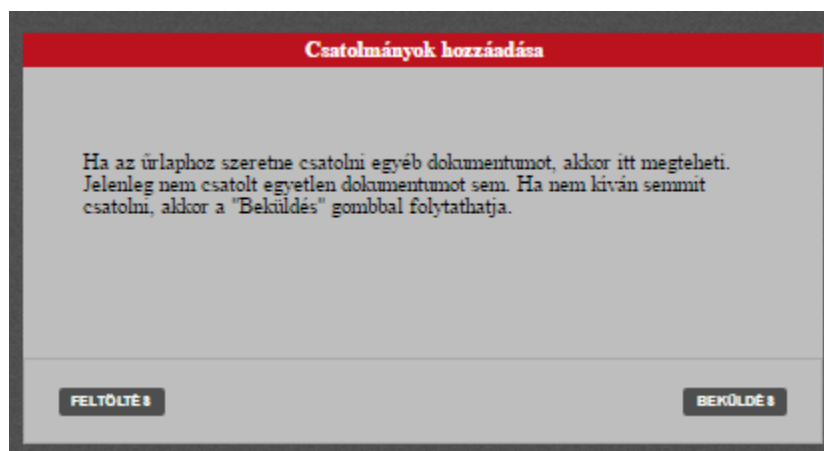 Csatolmányok hozzáadása
Ha az űrlaphoz szeretne csatolni egyéb dokumentumot, akkor itt megteheti.
Jelenleg nem csatolt egyetlen dokumentumot sem. Ha nem kíván semmit
csatolni, akkor a "Beküldés" gombbal folytathatja.
FELTÖLTÉS
BEKÜLDÉS